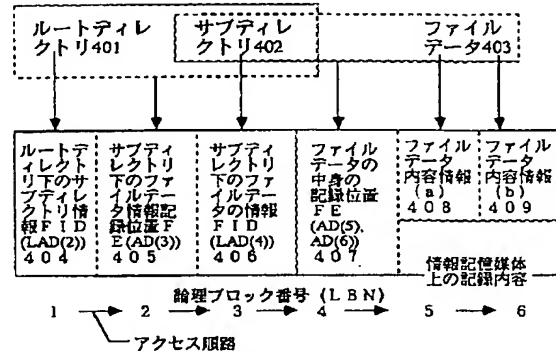 ルートディレ
クトリ401
サブディレ
クトリ402
ファイル
データ403
ルートデ
ィレクト
リ下のサ
ブディレ
クトリ情
報FID
(LAD(2))
404
サブディ
レクトリ
下のファ
イルデー
タ情報記
録位置F
E(AD(3))
405
サブディ
レクトリ
下のファ
イルデー
タの情報
FID
(LAD(4))
406
ファイル
データの
中身の
記録位置
FE
(AD(5),
AD(6))
407
ファイル
データ
内容情報
(a)
408
ファイル
データ
内容情報
(b)
409
情報記憶媒体
上の記録内容
論理ブロック番号 (LBN)
1 2 3 4 5 6
アクセス順路